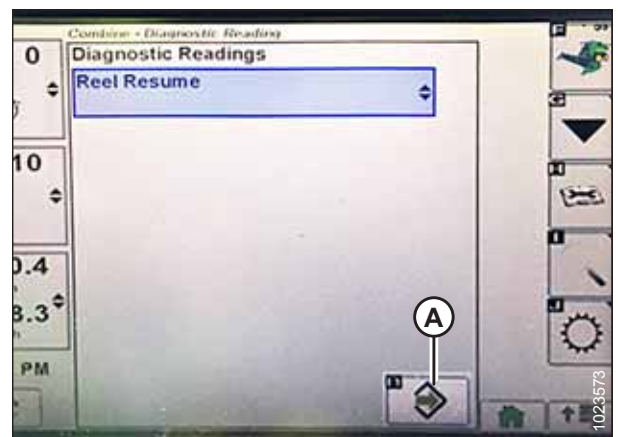 Combine - Diagnostic Reading
Diagnostic Readings
Reel Resume
0
10
0.4
8.3
h
PM
A
1023573